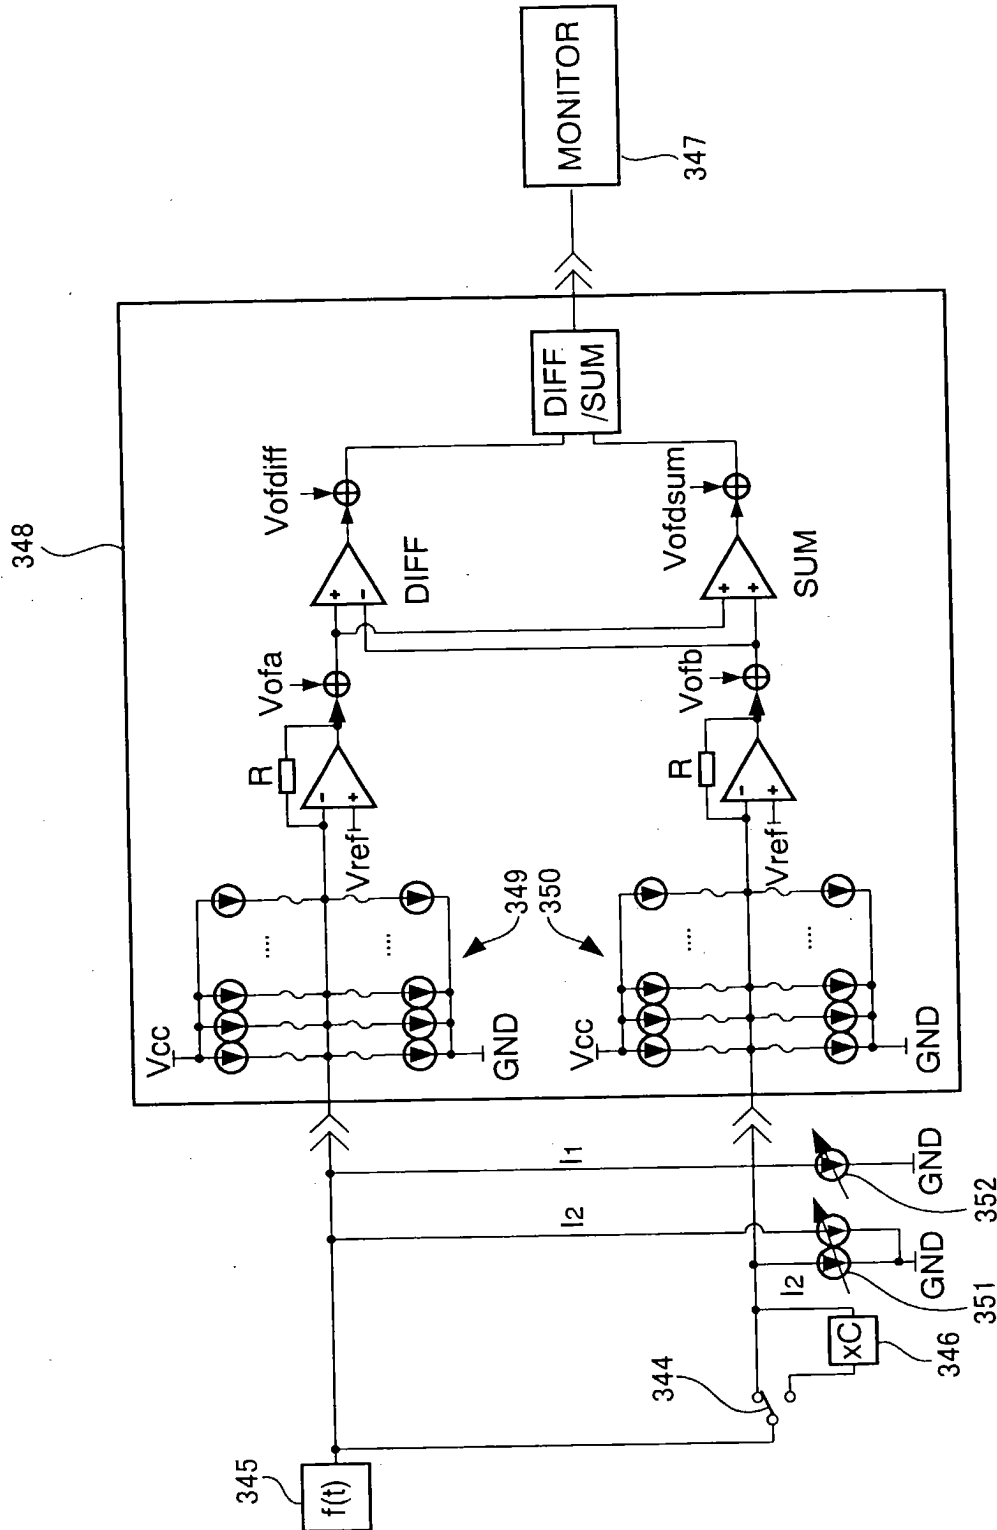 348
MONITOR
347
DIFF
/SUM
Vofdiff
Vofdsum
DIFF
SUM
Vofa
Vofb
R
R
Vref
Vref
349
350
Vcc
GND
Vcc
GND
I1
I2
I2
GND
352
GND
351
xC
346
344
345
f(t)